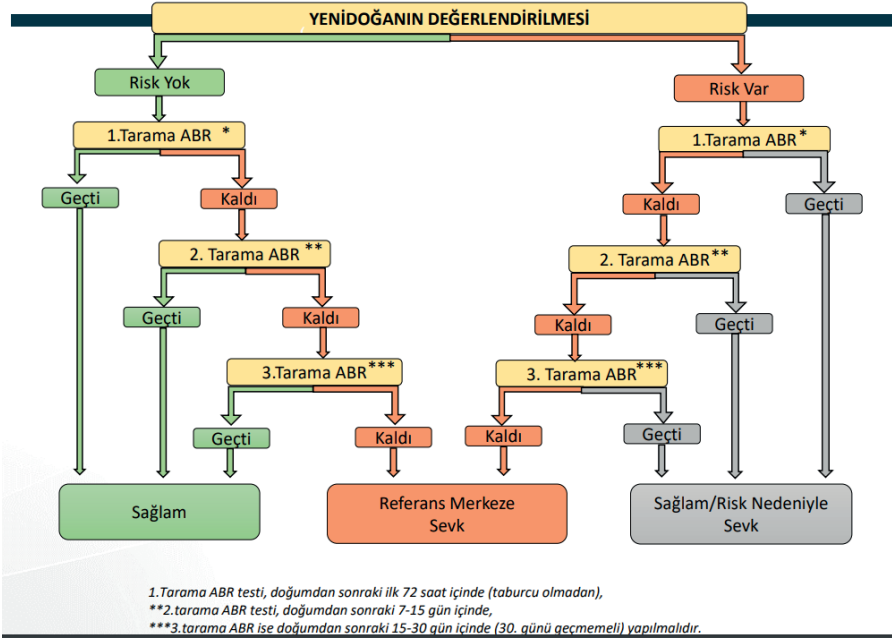 YENİDOĞANIN DEĞERLENDİRİLMESİ
Risk Yok
Risk Var
1.Tarama ABR *
1.Tarama ABR*
Geçti
Kaldı
Kaldı
Geçti
2. Tarama ABR**
2. Tarama ABR**
Geçti
Kaldı
Kaldı
Geçti
3.Tarama ABR***
3. Tarama ABR***
Geçti
Kaldı
Kaldı
Geçti
Sağlam
Referans Merkeze
Sevk
Sağlam/Risk Nedeniyle
Sevk
1.Tarama ABR testi, doğumdan sonraki ilk 72 saat içinde (taburcu olmadan),
**2.tarama ABR testi, doğumdan sonraki 7-15 gün içinde,
***3.tarama ABR ise doğumdan sonraki 15-30 gün içinde (30. günü geçmemeli) yapılmalıdır.